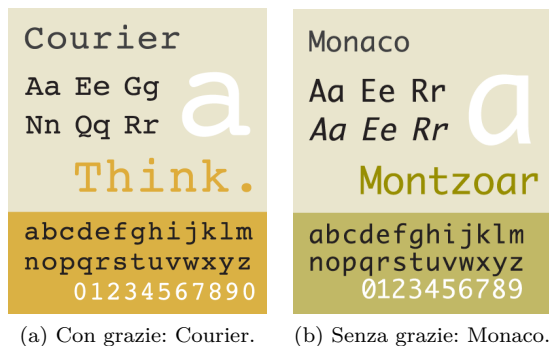 Courier
Aa Ee Gg
Nn Qq Rr
a
Think.
abcdefghijklm
nopqrstuvwxyz
01234567890
(a) Con grazie: Courier.
Monaco
Aa Ee Rr
Aa Ee Rr
a
Montzoar
abcdefghijklm
nopqrstuvwxyz
0123456789
(b) Senza grazie: Monaco.